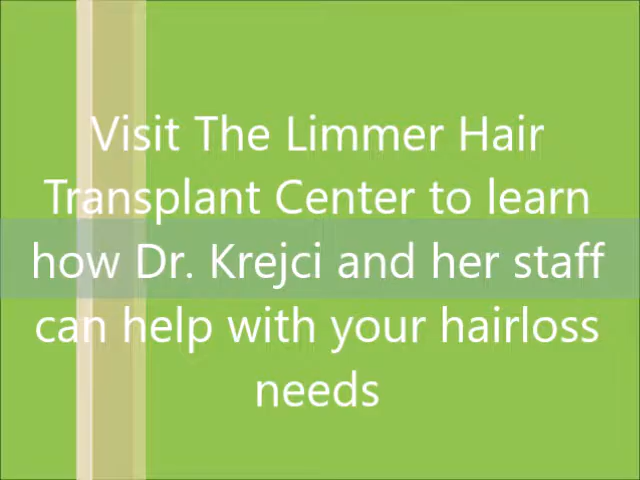 Visit The Limmer Hair
Transplant Center to learn
how Dr. Krejci and her staff
can help with your hairloss
needs